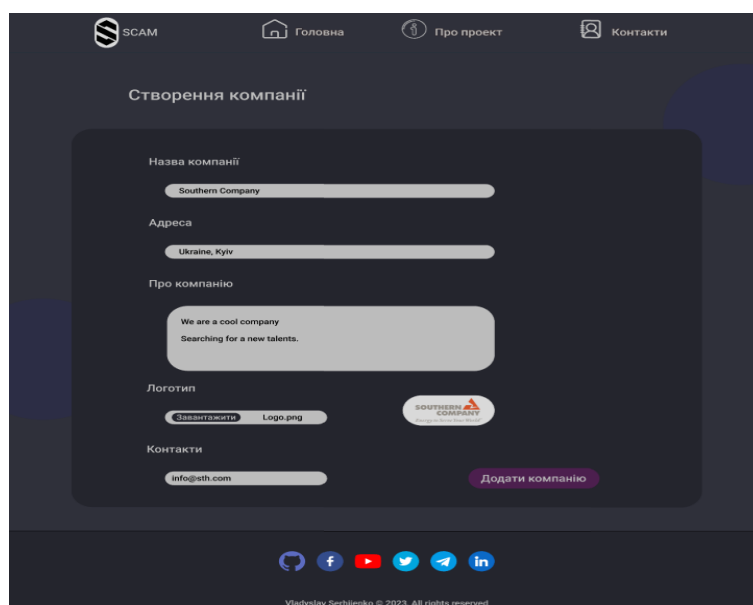 SCAM
Головна
Про проект
Контакти
Створення компанії
Назва компанії
Southern Company
Адреса
Ukraine, Kyiv
Про компанію
We are a cool company
Searching for a new talents.
Логотип
Завантажити
Logo.png
SOUTHERN
COMPANY
Контакти
info@sth.com
Додати компанію
Vladyslav Serhijenko © 2023. All rights reserved